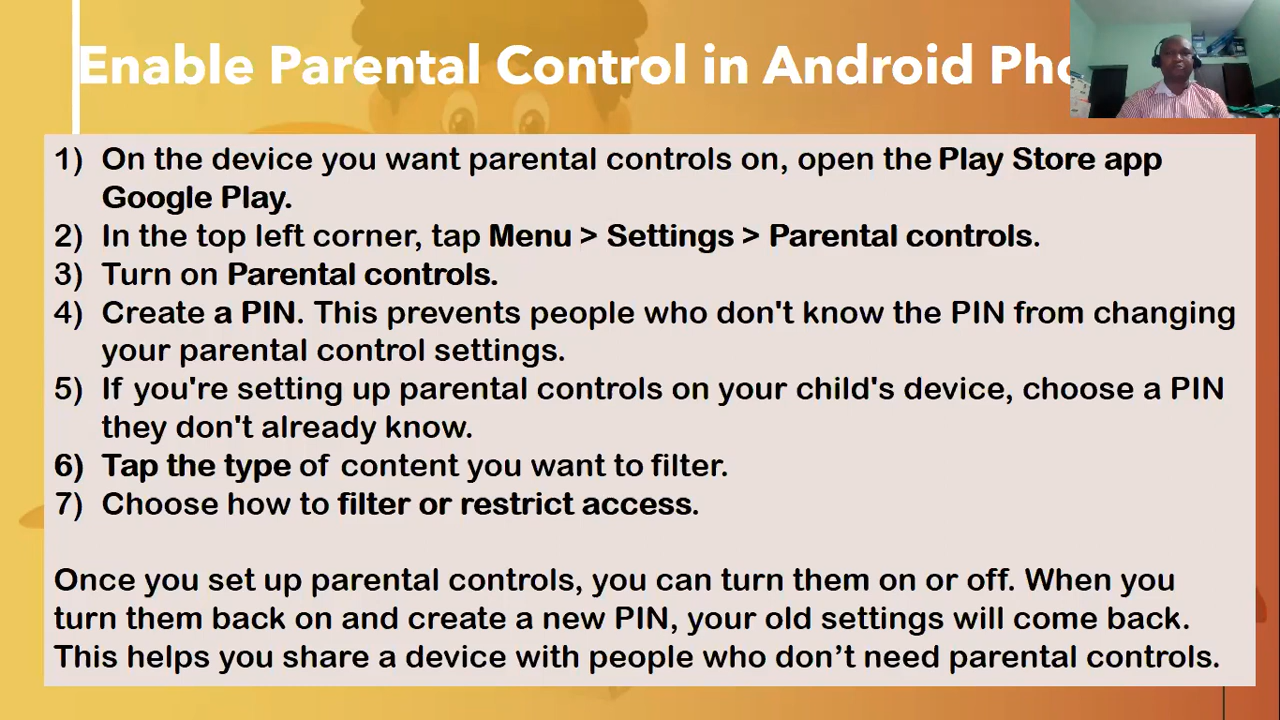 Enable Parental Control in Android
1) On the device you want parental controls on, open the Play Store app
Google Play.
2) In the top left corner, tap Menu > Settings > Parental controls.
3) Turn on Parental controls.
4) Create a PIN. This prevents people who don't know the PIN from changing
your parental control settings.
5) If you're setting up parental controls on your child's device, choose a PIN
they don't already know.
6) Tap the type of content you want to filter.
7) Choose how to filter or restrict access.
Once you set up parental controls, you can turn them on or off. When you
turn them back on and create a new PIN, your old settings will come back.
This helps you share a device with people who don’t need parental controls.